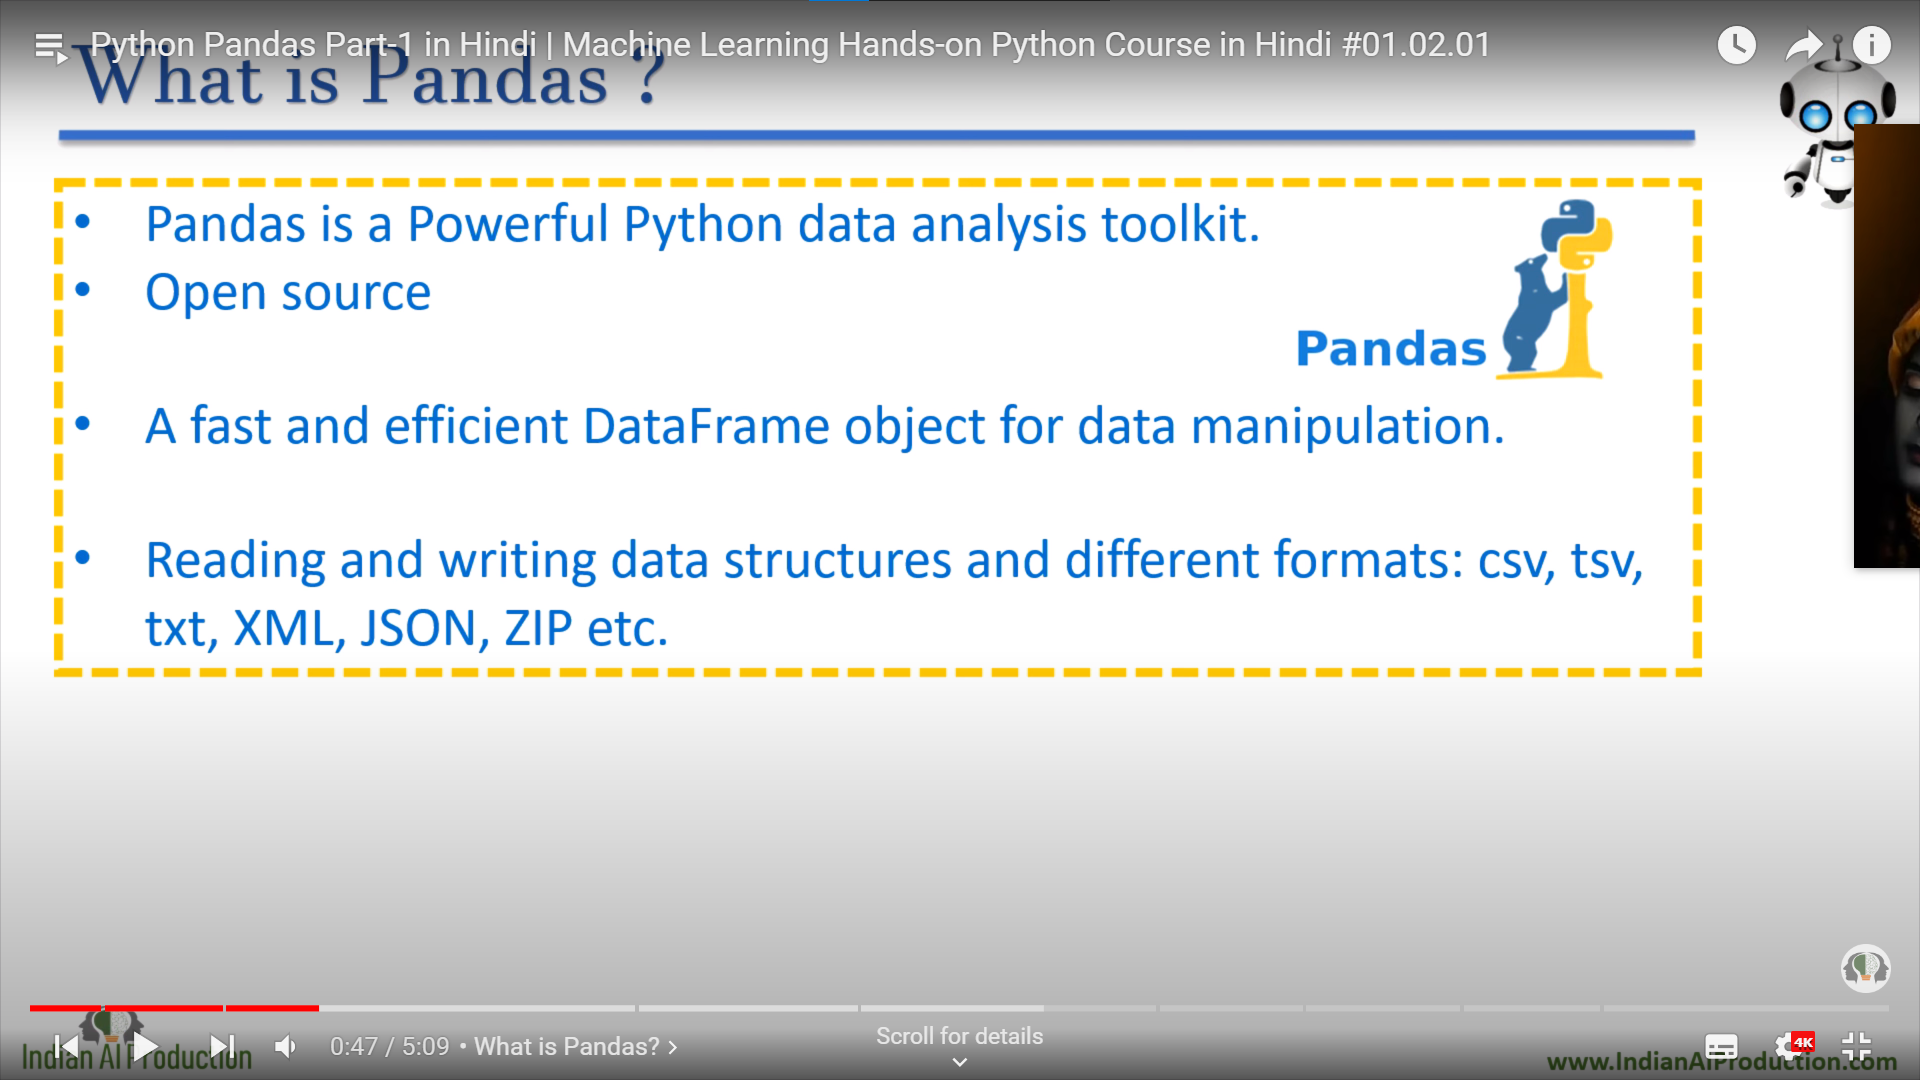 Python Pandas Part-1 in Hindi | Machine Learning Hands-on Python Course in Hindi #01.02.01
What is Pandas ?
• Pandas is a Powerful Python data analysis toolkit.
• Open source
Pandas
• A fast and efficient DataFrame object for data manipulation.
• Reading and writing data structures and different formats: csv, tsv,
txt, XML, JSON, ZIP etc.
Scroll for details
0:47 / 5:09 • What is Pandas?
4K
Indian AI Production
www.IndianAIProduction.com